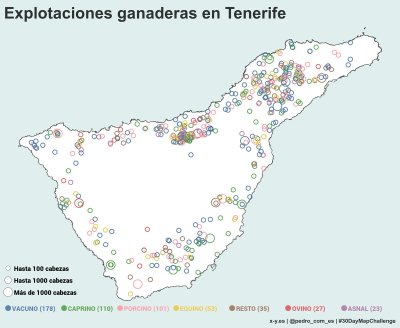 Explotaciones ganaderas en Tenerife
Hasta 100 cabezas
Hasta 1000 cabezas
Más de 1000 cabezas
VACUNO (178) CAPRINO (110) PORCINO (101) EQUINO (53) RESTO (35) OVINO (27) ASNAL (23)
x-y.es | @pedro_com_es | #30DayMapChallenge